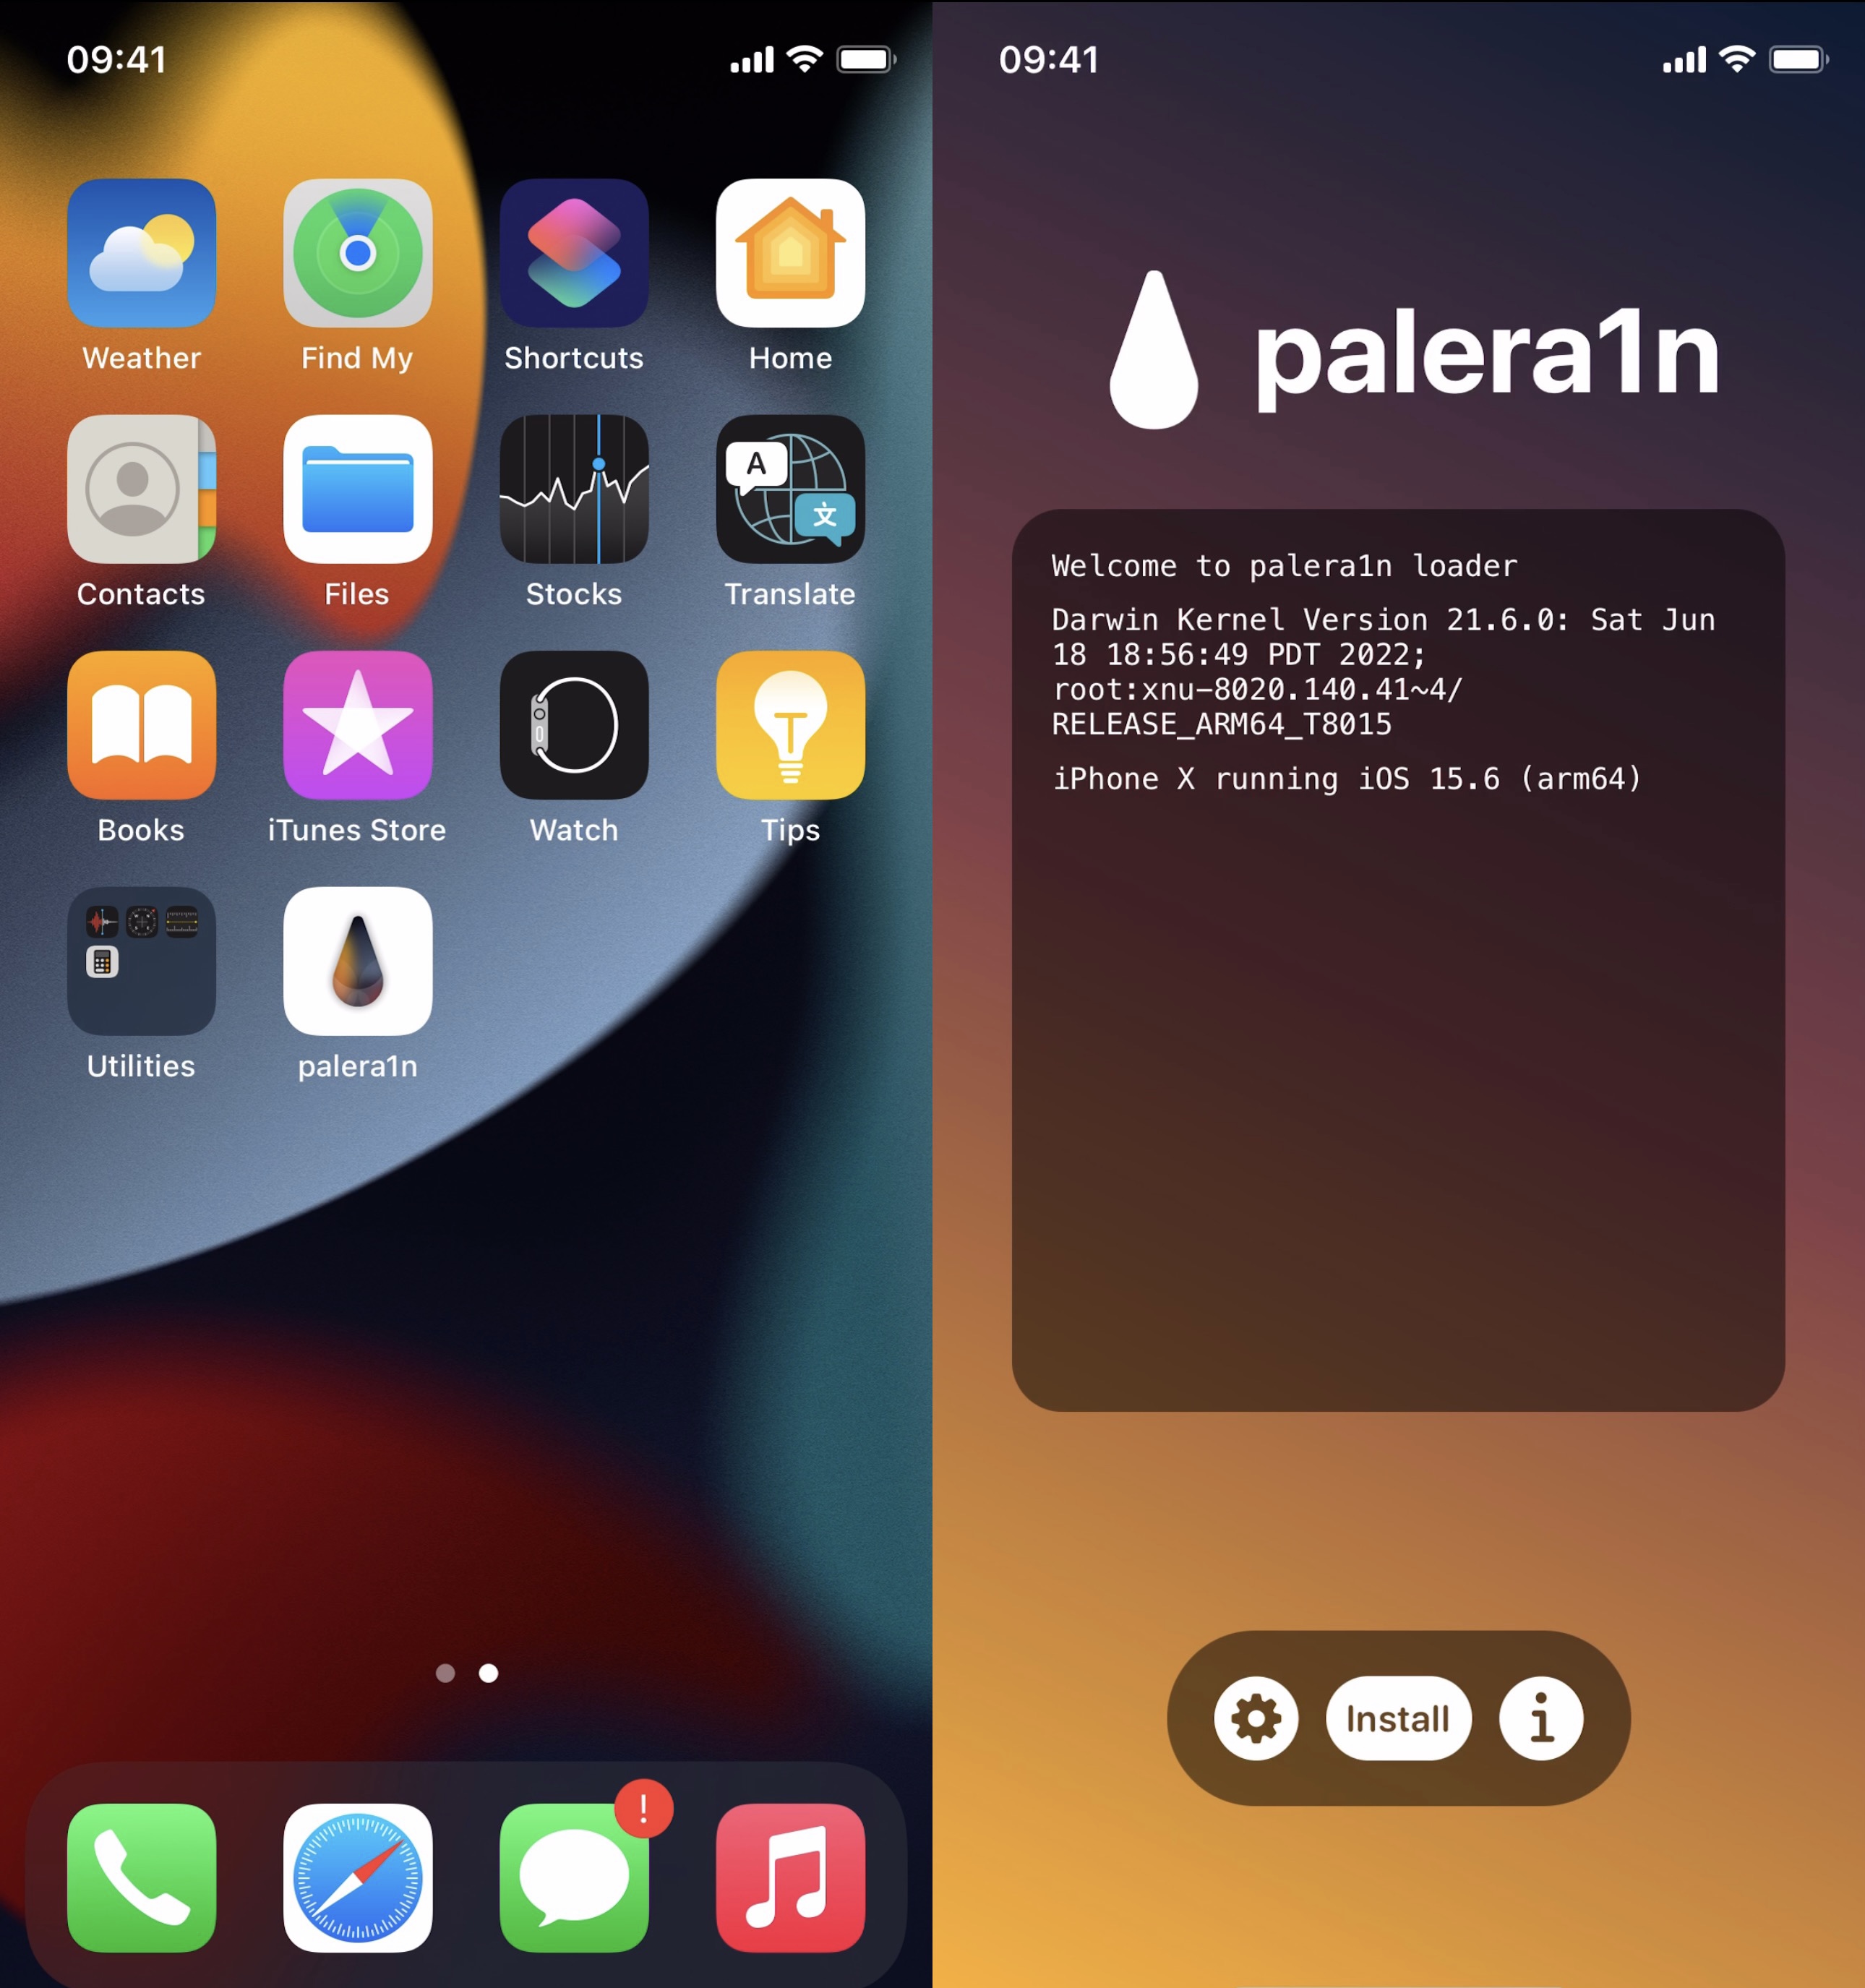 09:41
Weather
Find My
Shortcuts
Home
Contacts
Files
Stocks
A
文
Translate
Books
iTunes Store
Watch
Tips
Utilities
palera1n
!
09:41
palera1n
Welcome to palera1n loader
Darwin Kernel Version 21.6.0: Sat Jun
18 18:56:49 PDT 2022;
root:xnu-8020.140.41~4/
RELEASE_ARM64_T8015
iPhone X running iOS 15.6 (arm64)
Install